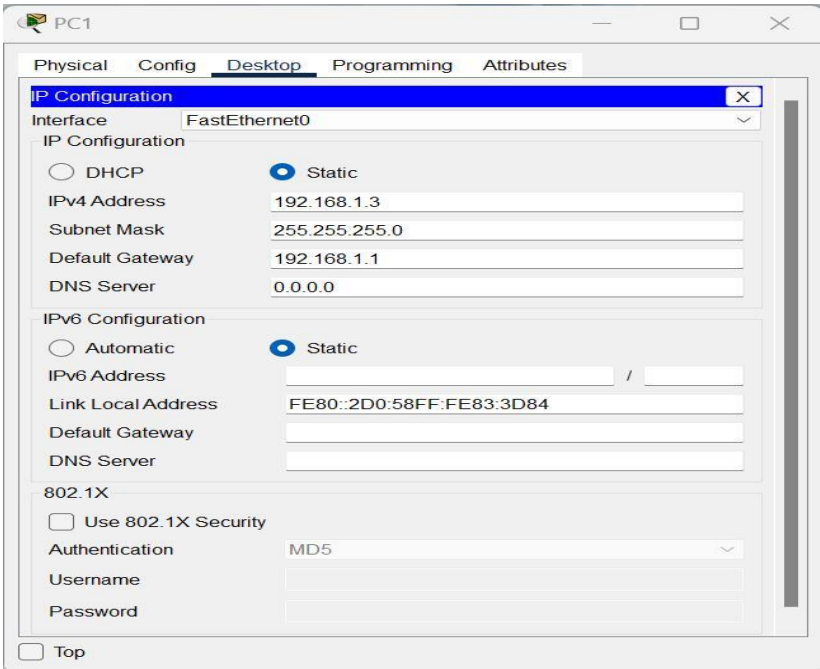 PC1
Physical Config Desktop Programming Attributes
IP Configuration X
Interface FastEthernet0
IP Configuration
DHCP Static
IPv4 Address 192.168.1.3
Subnet Mask 255.255.255.0
Default Gateway 192.168.1.1
DNS Server 0.0.0.0
IPv6 Configuration
Automatic Static
IPv6 Address /
Link Local Address FE80::2D0:58FF:FE83:3D84
Default Gateway
DNS Server
802.1X
Use 802.1X Security
Authentication MD5
Username
Password
Top